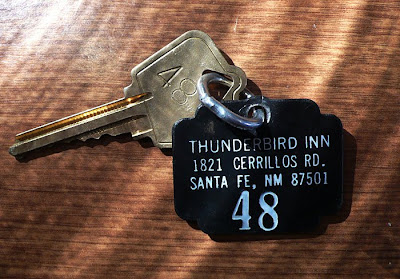 48
THUNDERBIRD INN
1821 CERRILLOS RD.
SANTA FE, NM 87501
48